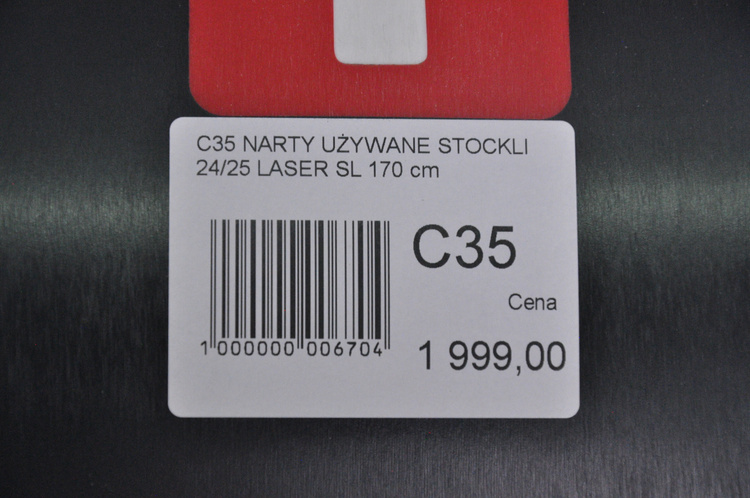 C35 NARTY UŻYWANE STOCKLI
24/25 LASER SL 170 cm
C35
Cena
1 999,00
1 000000 006704